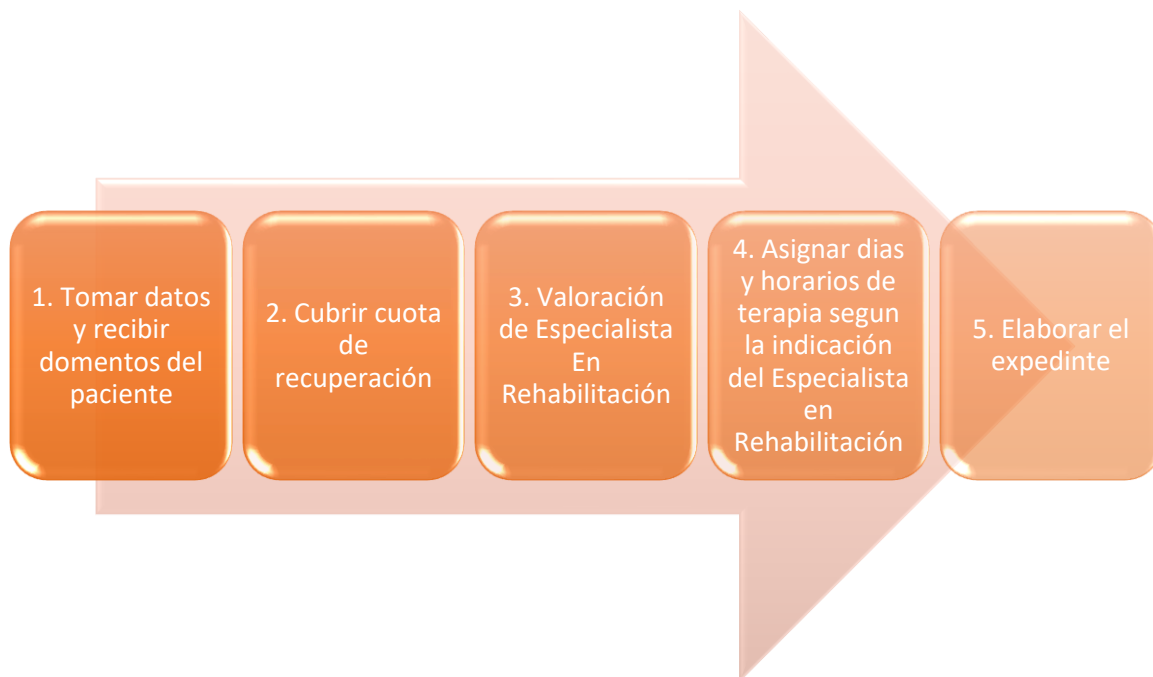 1. Tomar datos
y recibir
domentos del
paciente
2. Cubrir cuota
de
recuperación
3. Valoración
de Especialista
En
Rehabilitación
4. Asignar dias
y horarios de
terapia segun
la indicación
del Especialista
en
Rehabilitación
5. Elaborar el
expedinte